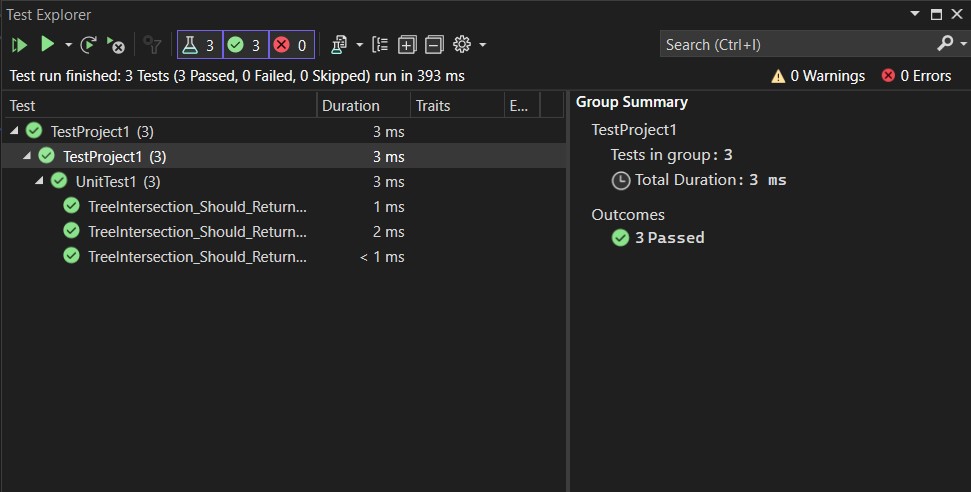 Test Explorer
3 3 0
Search (Ctrl+I)
Test run finished: 3 Tests (3 Passed, 0 Failed, 0 Skipped) run in 393 ms
0 Warnings 0 Errors
Test Duration Traits E...
TestProject1 (3) 3 ms
TestProject1 (3) 3 ms
UnitTest1 (3) 3 ms
TreeIntersection_Should_Return... 1 ms
TreeIntersection_Should_Return... 2 ms
TreeIntersection_Should_Return... < 1 ms
Group Summary
TestProject1
Tests in group: 3
Total Duration: 3 ms
Outcomes
3 Passed